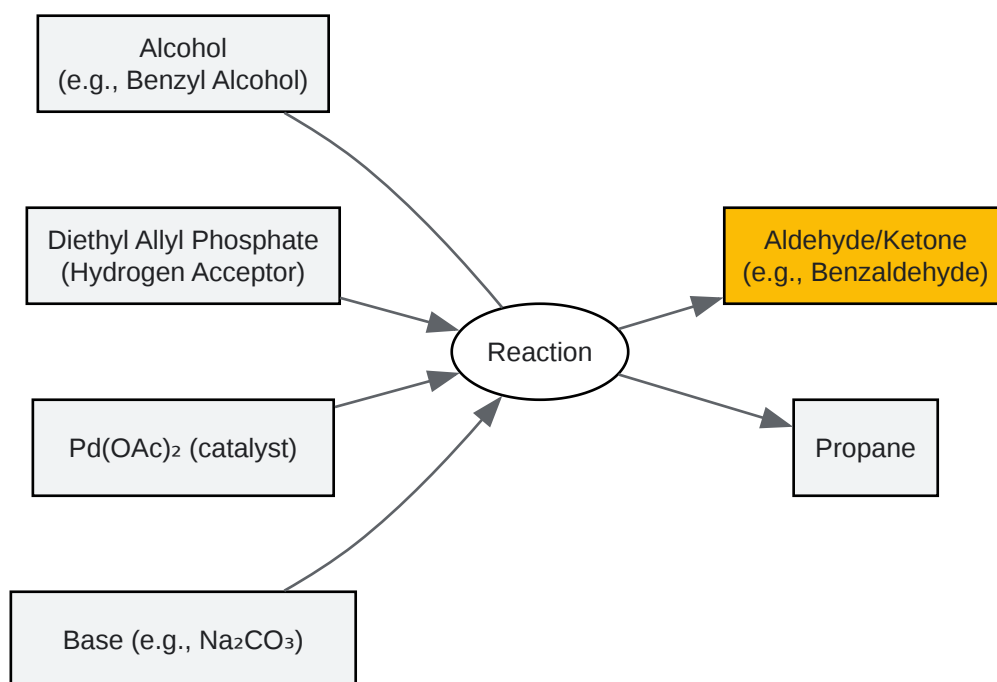 Alcohol
(e.g., Benzyl Alcohol)
Diethyl Allyl Phosphate
(Hydrogen Acceptor)
Pd(OAc)₂ (catalyst)
Base (e.g., Na₂CO₃)
Reaction
Aldehyde/Ketone
(e.g., Benzaldehyde)
Propane